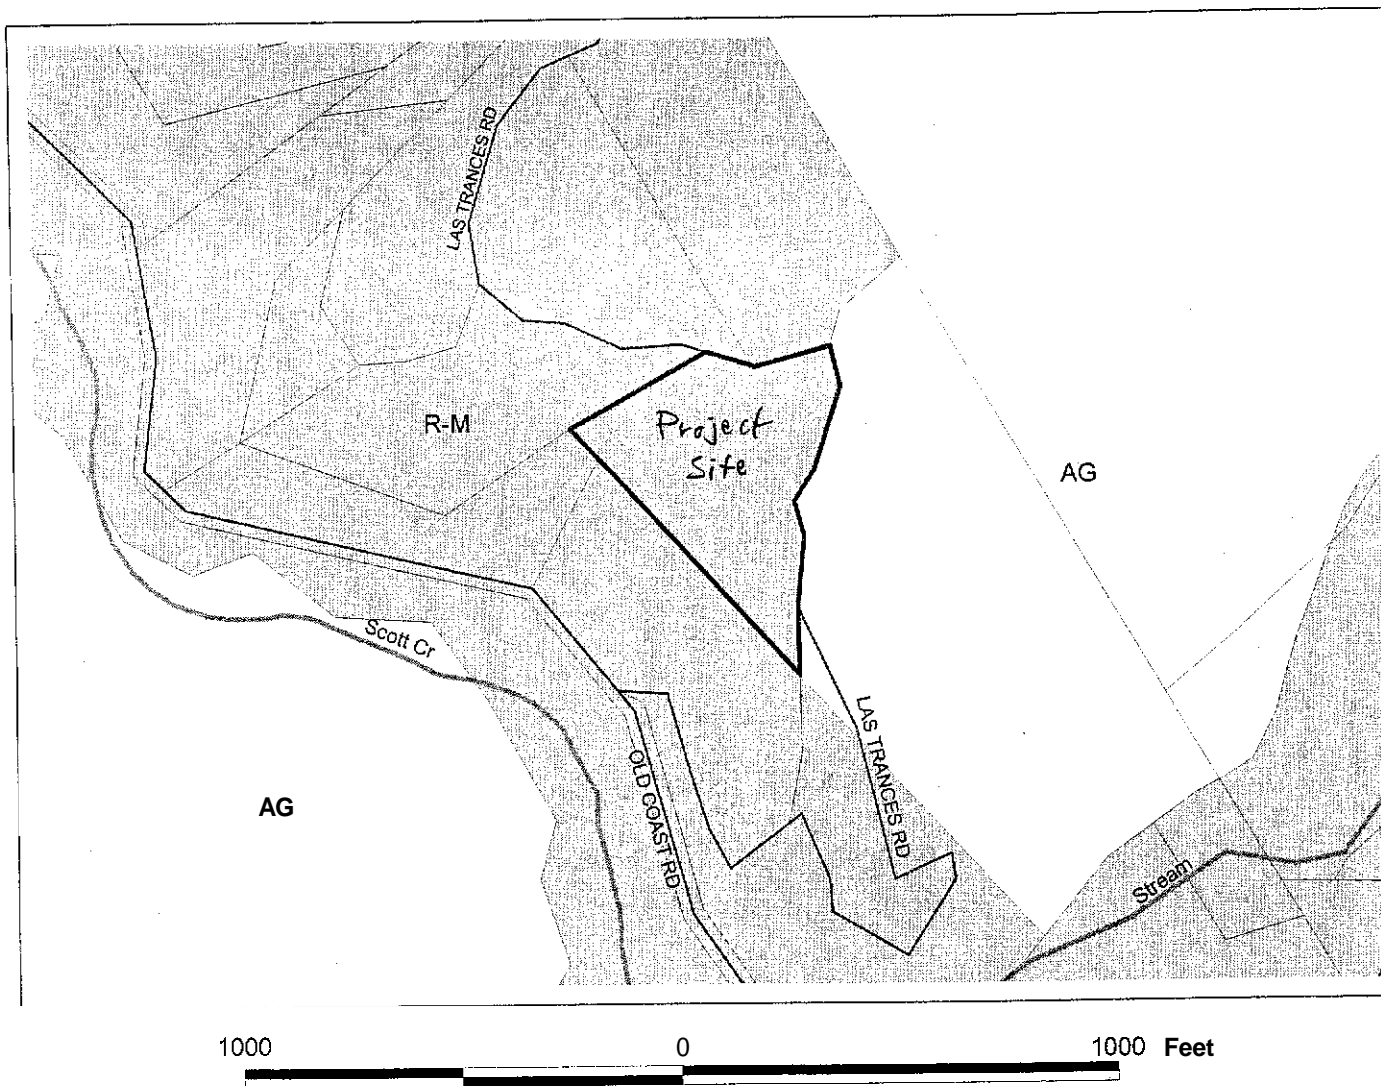 LAS TRANCES RD
R-M
Project
Site
AG
Scott Cr
AG
OLD COAST RD
LAS TRANCES RD
Stream
1000 0 1000 Feet